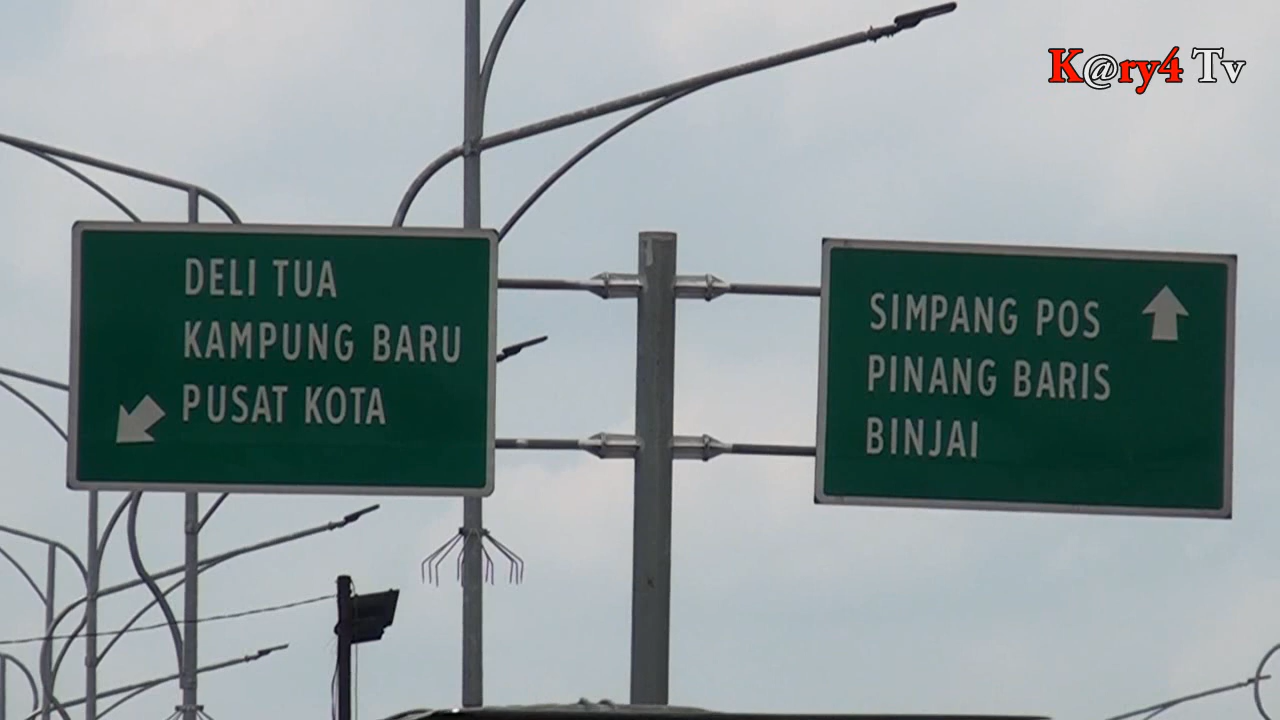 K@ry4 Tv
DELI TUA
KAMPUNG BARU
PUSAT KOTA
SIMPANG POS
PINANG BARIS
BINJAI